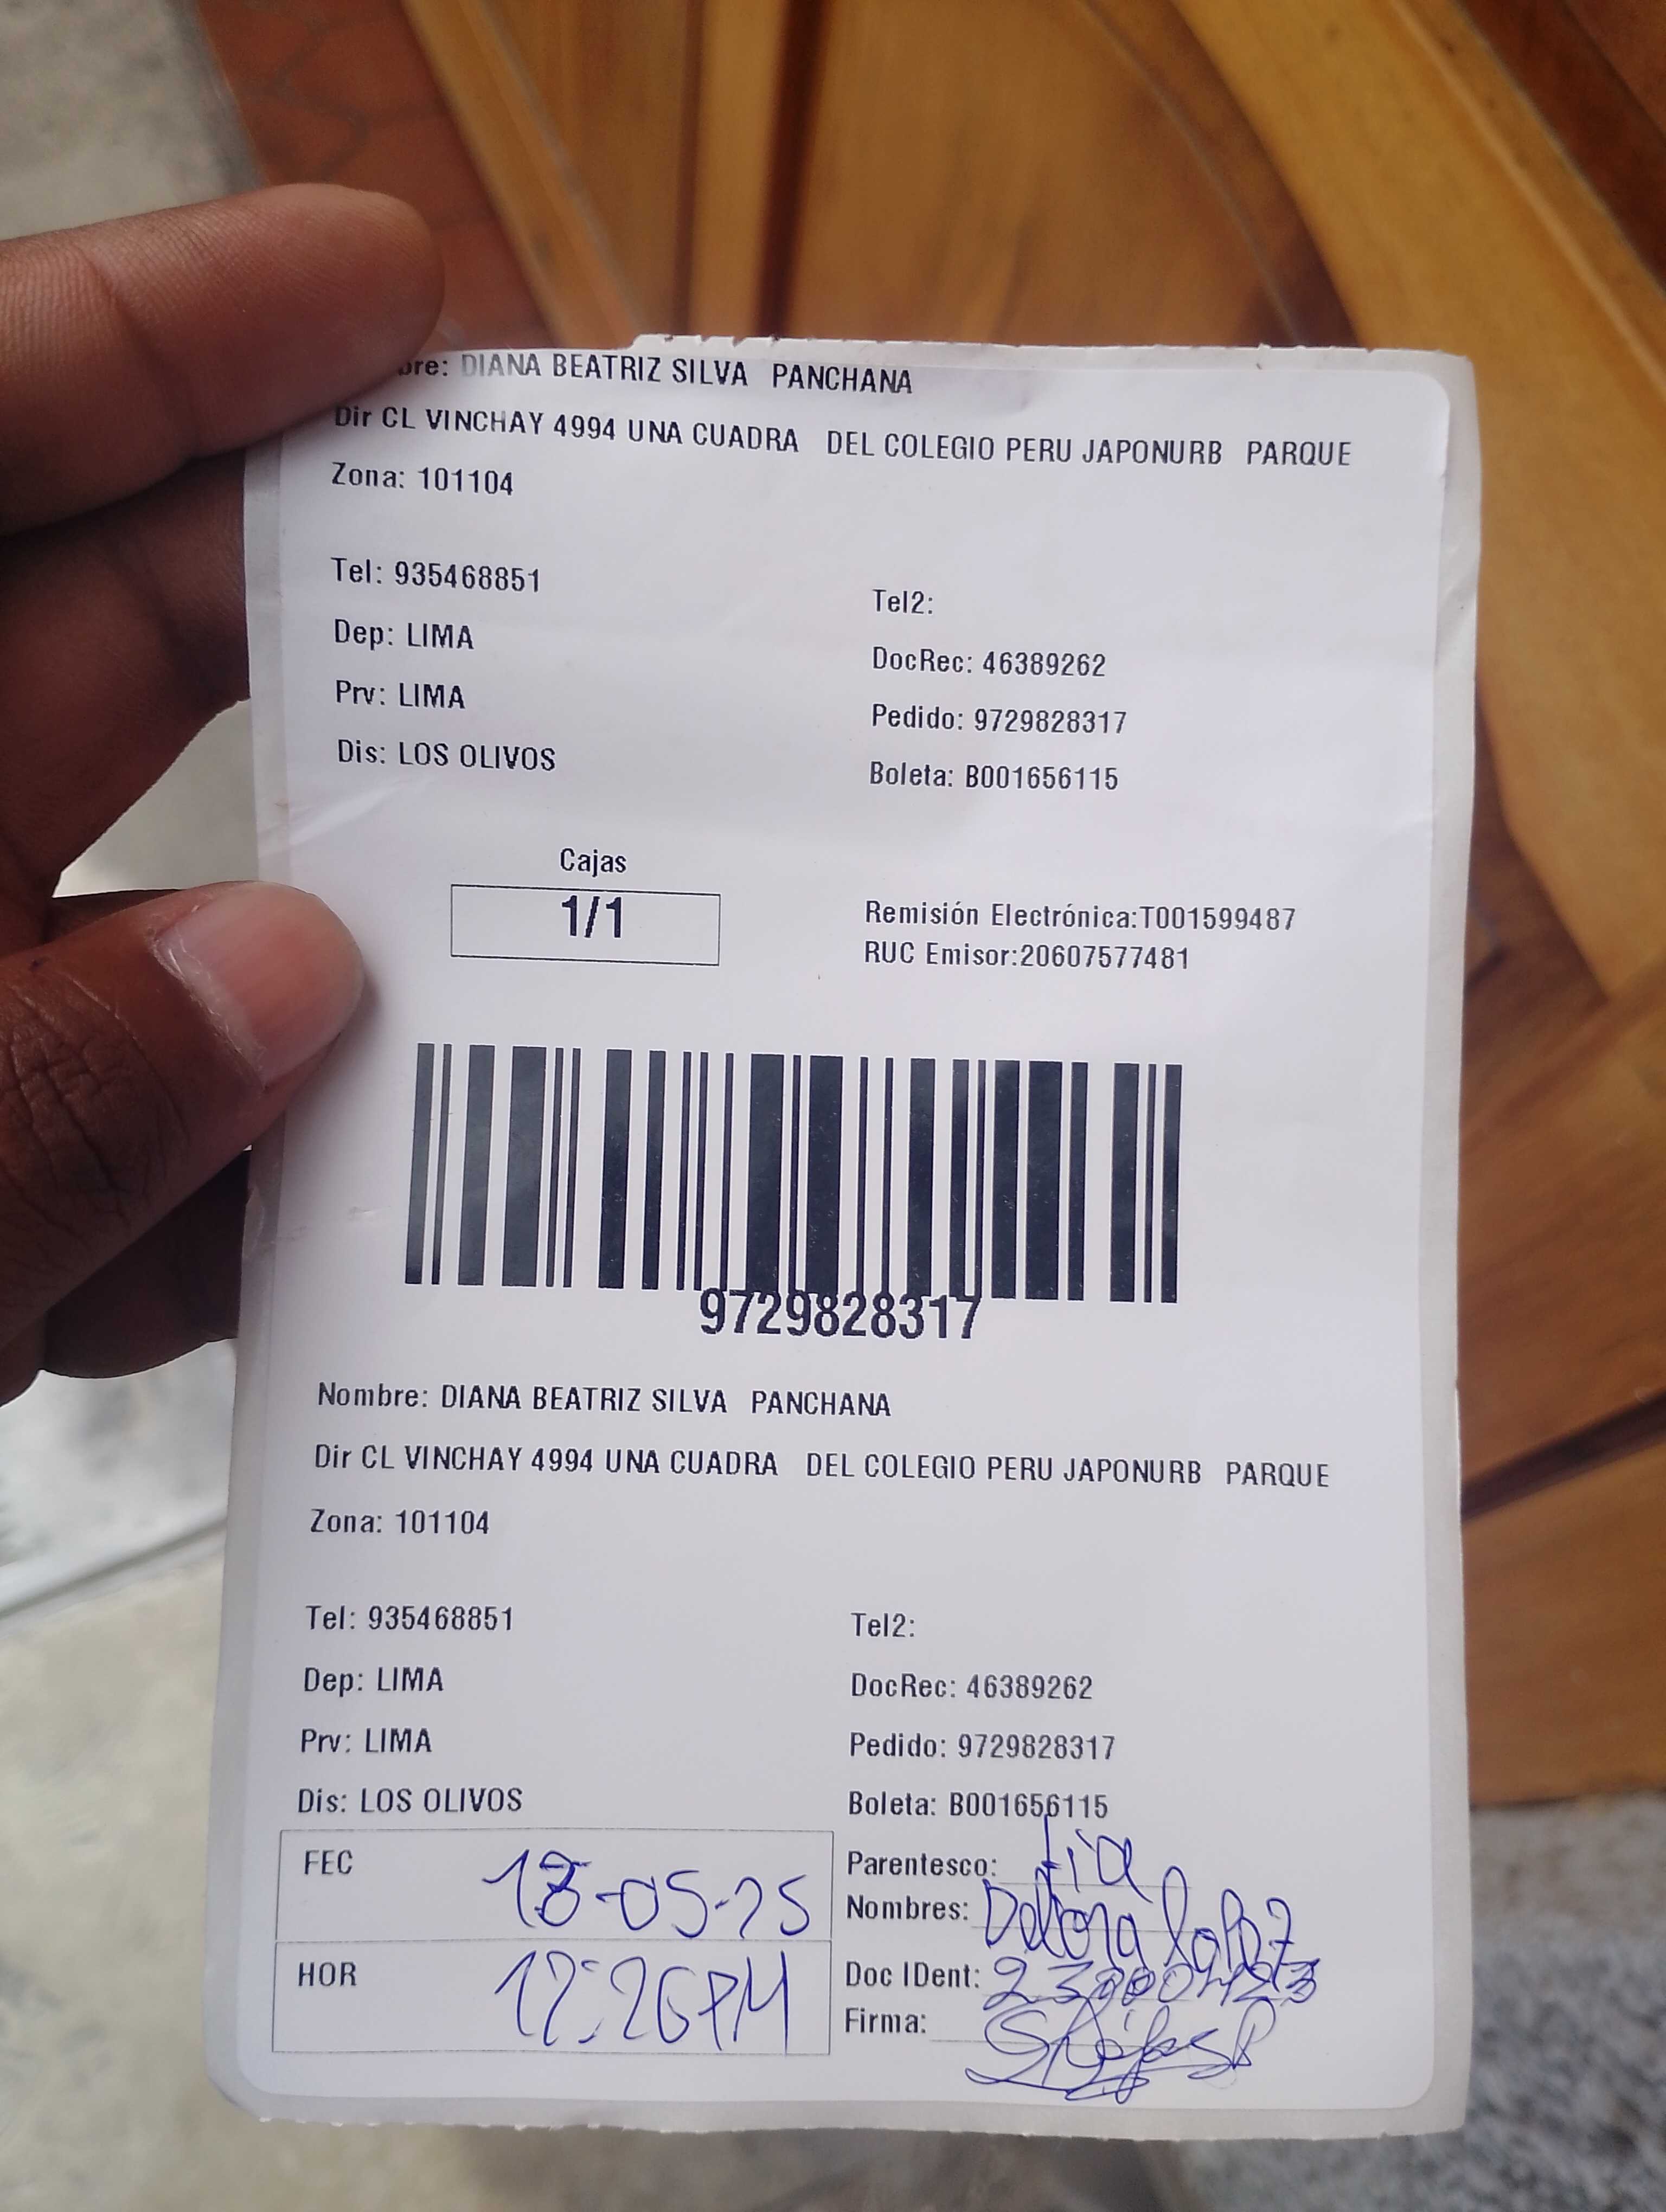 bre: DIANA BEATRIZ SILVA PANCHANA
Dir CL VINCHAY 4994 UNA CUADRA DEL COLEGIO PERU JAPONURB PARQUE
Zona: 101104
Tel: 935468851
Tel2:
Dep: LIMA
DocRec: 46389262
Prv: LIMA
Pedido: 9729828317
Dis: LOS OLIVOS
Boleta: B001656115
Cajas
1/1
Remisión Electrónica:T001599487
RUC Emisor:20607577481
9729828317
Nombre: DIANA BEATRIZ SILVA PANCHANA
Dir CL VINCHAY 4994 UNA CUADRA DEL COLEGIO PERU JAPONURB PARQUE
Zona: 101104
Tel: 935468851
Tel2:
Dep: LIMA
DocRec: 46389262
Prv: LIMA
Pedido: 9729828317
Dis: LOS OLIVOS
Boleta: B001656115
FEC
Parentesco: tia
Nombres:
HOR 12:26PM
Doc IDent:
Firma: